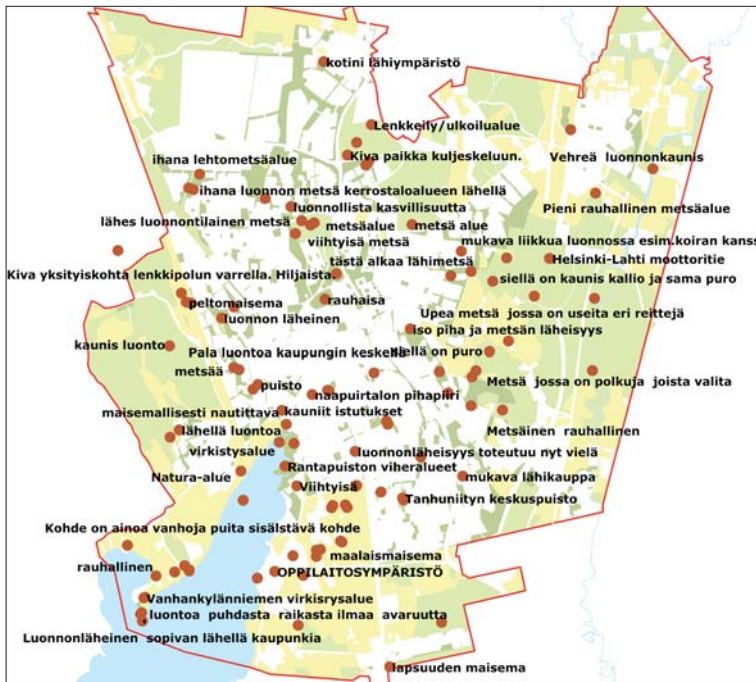 kotini lähiympäristö
Lenkkeily/ulkoilualue
Kiva paikka kuljeskeluun.
Vehreä luonnonkaunis
ihana lehtometsäalue
ihana luonnon metsä kerrostaloalueen lähellä
Pieni rauhallinen metsäalue
luonnollista kasvillisuutta
lähes luonnontilainen metsä
metsäalue
metsä alue
viihtyisä metsä
mukava liikkua luonnossa esim.koiran kanss
tästä alkaa lähimetsä
Helsinki-Lahti moottoritie
Kiva yksityiskohta lenkkipolun varrella. Hiljaista.
siellä on kaunis kallio ja sama puro
peltomaisema
rauhaisa
luonnon läheinen
Upea metsä jossa on useita eri reittejä
iso piha ja metsän läheisyys
kaunis luonto
Pala luontoa kaupungin keskellä
siellä on puro
metsää
Metsä jossa on polkuja joista valita
puisto
naapuirtalon pihapiiri
maisemallisesti nautittava
kauniit istutukset
Metsäinen rauhallinen
lähellä luontoa
virkistysalue
luonnonläheisyys toteutuu nyt vielä
Rantapuiston viheralueet
Natura-alue
mukava lähikauppa
Viihtyisä
Tanhuniityn keskuspuisto
Kohde on ainoa vanhoja puita sisälstävä kohde
maalaismaisema
rauhallinen
OPPILAITOSYMPÄRISTÖ
Vanhankylänniemen virkisrysalue
luontoa puhdasta raikasta ilmaa avaruutta
Luonnonläheinen sopivan lähellä kaupunkia
lapsuuden maisema